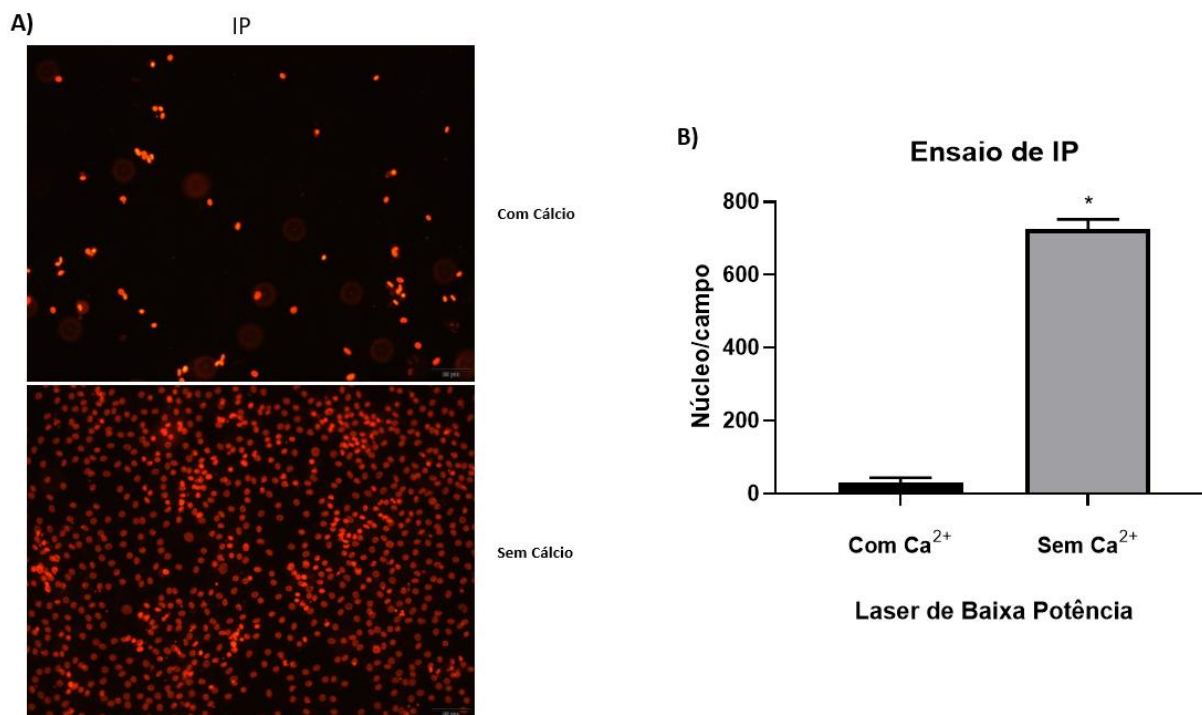 A)
IP
Com Cálcio
Sem Cálcio
B)
Ensaio de IP
Núcleo/campo
800
*
600
400
200
0
Com Ca²⁺
Sem Ca²⁺
Laser de Baixa Potência